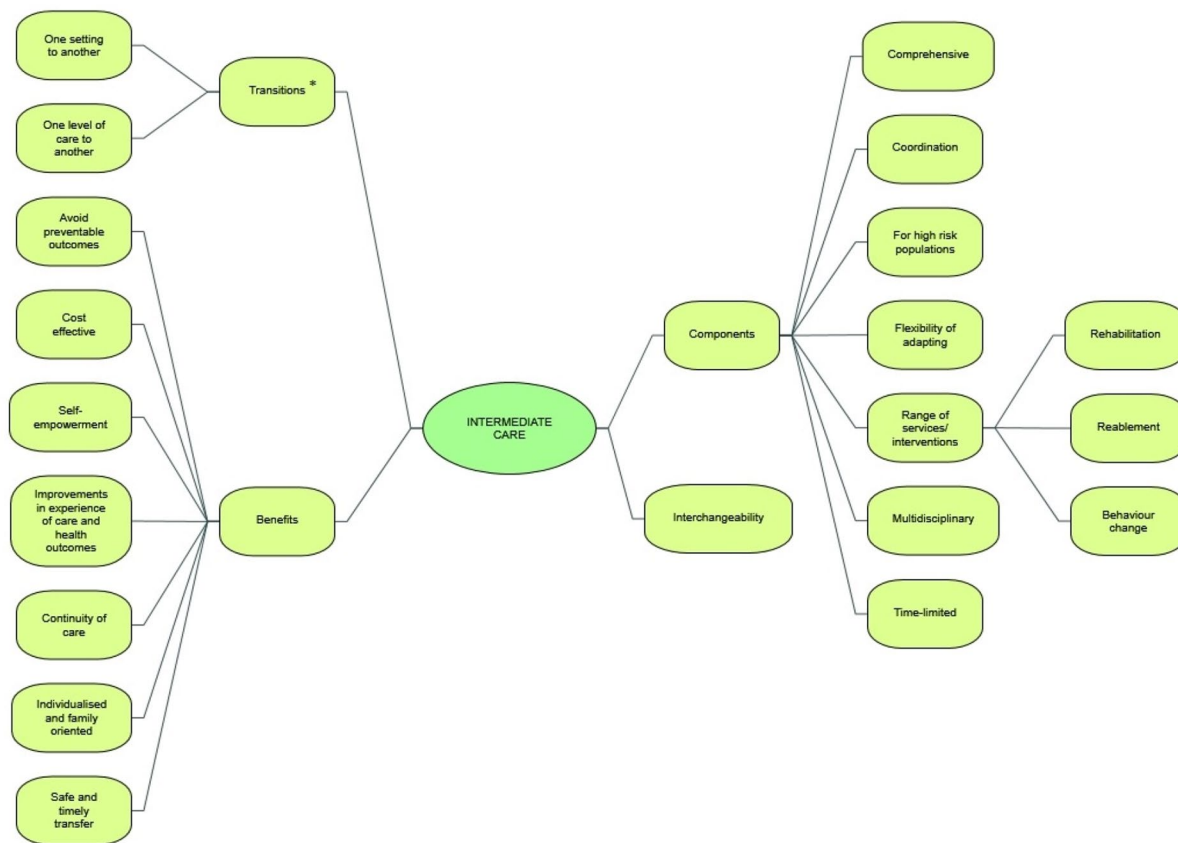 One setting
to another
Transitions *
One level of
care to
another
Avoid
preventable
outcomes
Cost
effective
Self-
empowerment
Improvements
in experience
of care and
health
outcomes
Benefits
Continuity of
care
Individualised
and family
oriented
Safe and
timely
transfer
INTERMEDIATE
CARE
Components
Interchangeability
Comprehensive
Coordination
For high risk
populations
Flexibility of
adapting
Range of
services/
interventions
Multidisciplinary
Time-limited
Rehabilitation
Reablement
Behaviour
change